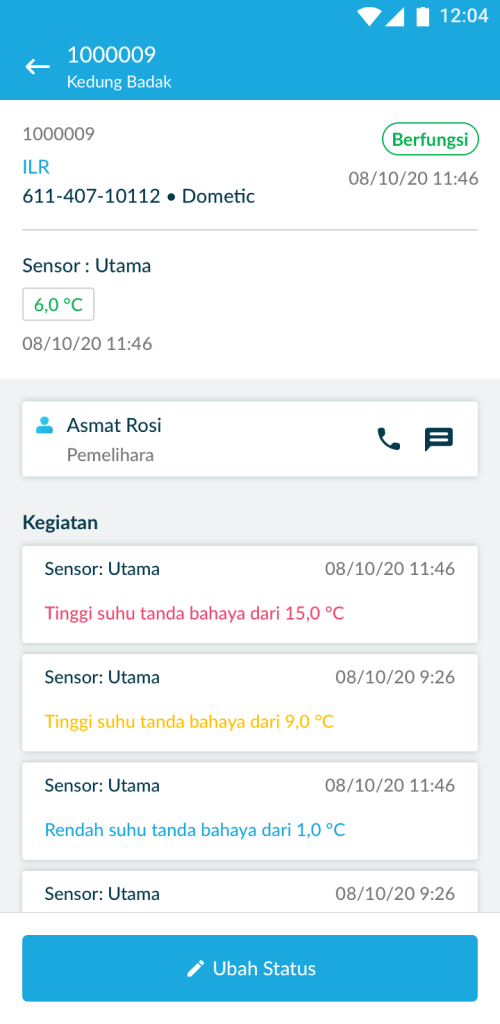 12:04
1000009
Kedung Badak
1000009
Berfungsi
ILR
08/10/20 11:46
611-407-10112 • Dometic
Sensor : Utama
6,0 °C
08/10/20 11:46
Asmat Rosi
Pemelihara
Kegiatan
Sensor: Utama 08/10/20 11:46
Tinggi suhu tanda bahaya dari 15,0 °C
Sensor: Utama 08/10/20 9:26
Tinggi suhu tanda bahaya dari 9,0 °C
Sensor: Utama 08/10/20 11:46
Rendah suhu tanda bahaya dari 1,0 °C
Sensor: Utama 08/10/20 9:26
Ubah Status